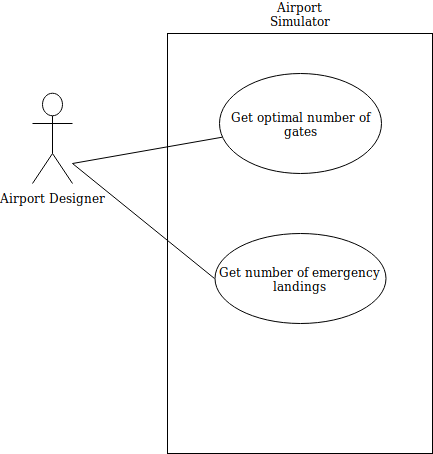 Airport
Simulator
Get optimal number of
gates
Airport Designer
Get number of emergency
landings